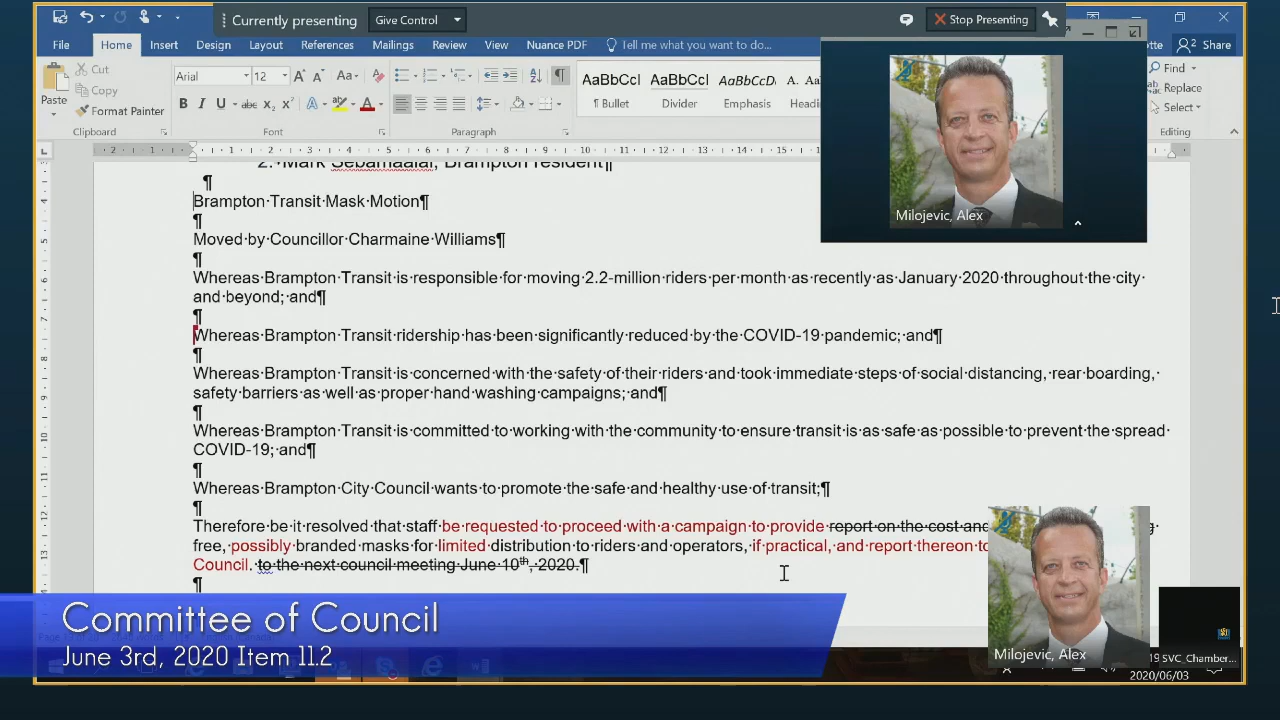 Currently presenting
Give Control
Stop Presenting
File
Home
Insert
Design
Layout
References
Mailings
Review
View
Nuance PDF
Tell me what you want to do...
Share
Paste
Cut
Copy
Format Painter
Clipboard
Arial
12
Font
Paragraph
AaBbCcI
AaBbCcI
AaBbCcD
¶ Bullet
Divider
Emphasis
Headi
Find
Replace
Select
Editing
2. Mark Sebamaalai, Brampton resident¶
¶
Brampton Transit Mask Motion¶
¶
Moved by Councillor Charmaine Williams¶
¶
Whereas Brampton Transit is responsible for moving 2.2-million riders per month as recently as January 2020 throughout the city
and beyond; and¶
¶
Whereas Brampton Transit ridership has been significantly reduced by the COVID-19 pandemic; and¶
¶
Whereas Brampton Transit is concerned with the safety of their riders and took immediate steps of social distancing, rear boarding,
safety barriers as well as proper hand washing campaigns; and¶
¶
Whereas Brampton Transit is committed to working with the community to ensure transit is as safe as possible to prevent the spread
COVID-19; and¶
¶
Whereas Brampton City Council wants to promote the safe and healthy use of transit;¶
¶
Therefore be it resolved that staff be requested to proceed with a campaign to provide report on the cost and
free, possibly branded masks for limited distribution to riders and operators, if practical, and report thereon to
Council. to the next council meeting June 10th, 2020.¶
¶
Milojevic, Alex
Milojevic, Alex
SVC_Chamber...
2020/06/03
Committee of Council
June 3rd, 2020 Item 11.2